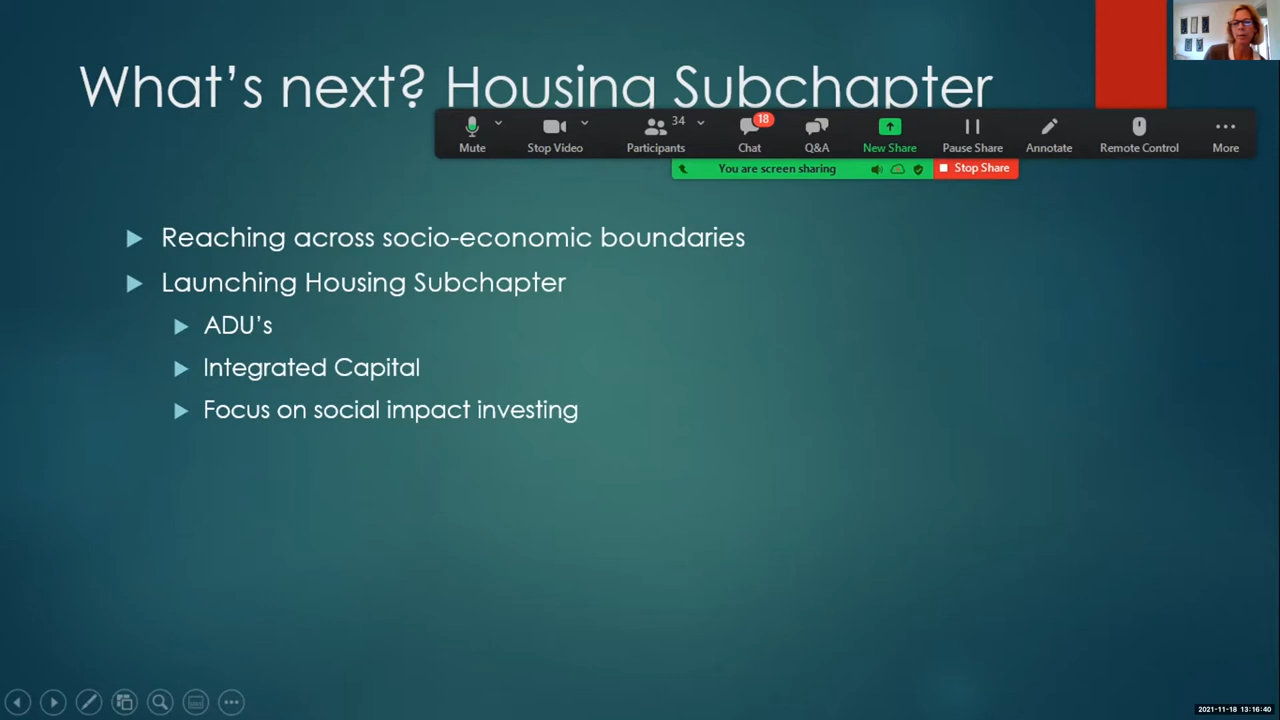 What's next? Housing Subchapter
34
18
Mute
Stop Video
Participants
Chat
Q&A
New Share
Pause Share
Annotate
Remote Control
More
You are screen sharing
Stop Share
Reaching across socio-economic boundaries
Launching Housing Subchapter
ADU's
Integrated Capital
Focus on social impact investing
2021-11-18 13:16:40